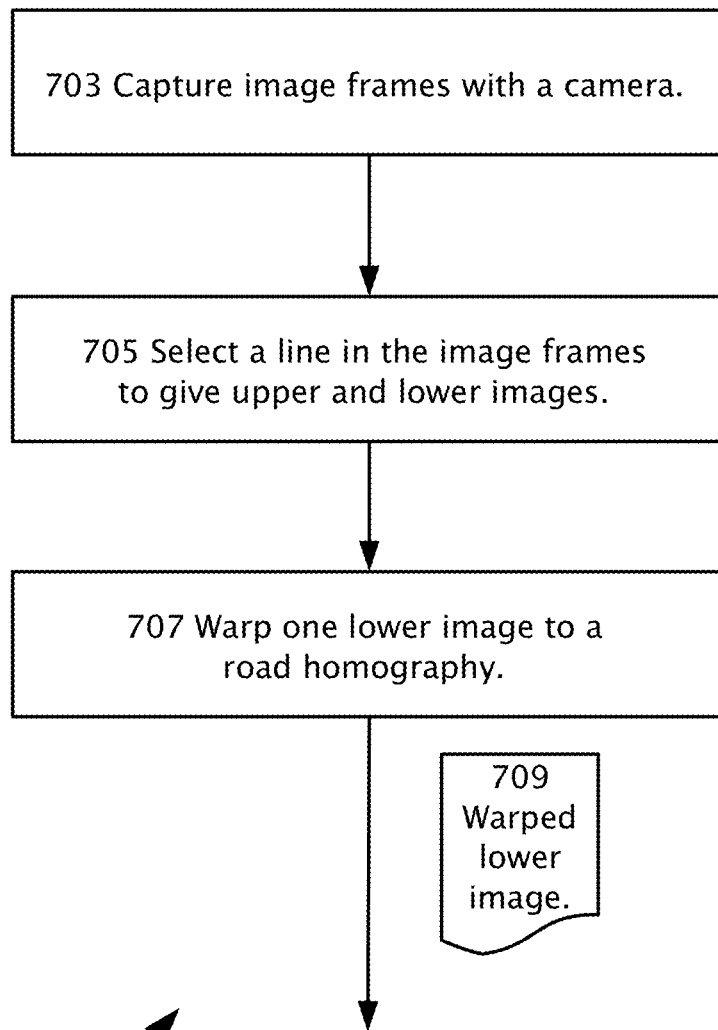 703 Capture image frames with a camera.
705 Select a line in the image frames
to give upper and lower images.
707 Warp one lower image to a
road homography.
709
Warped
lower
image.